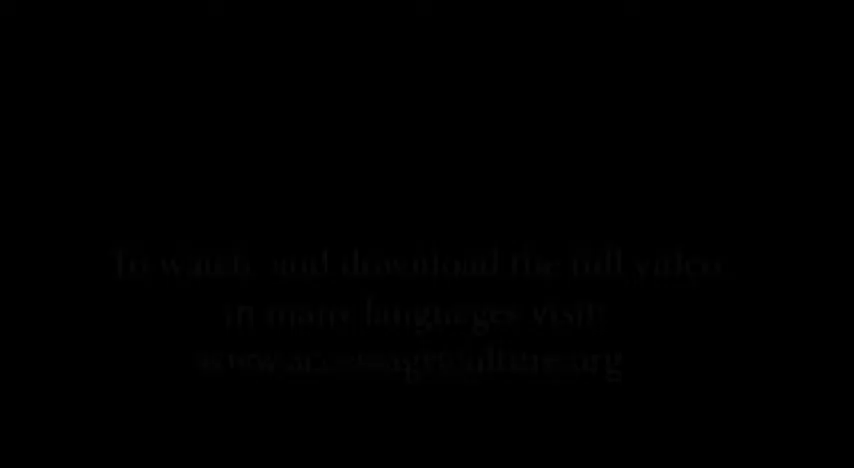 To watch and download the full video
in many languages visit
www.accessagriculture.org